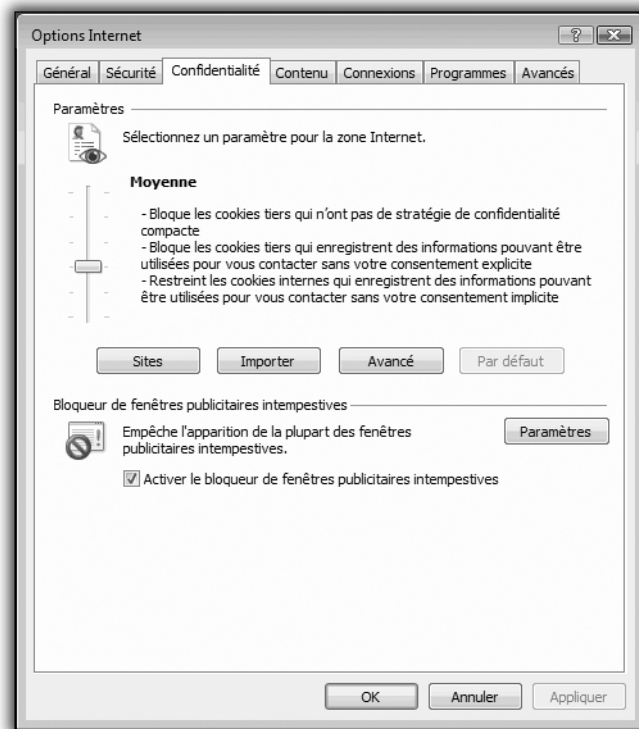 Options Internet
?
Général Sécurité Confidentialité Contenu Connexions Programmes Avancés
Paramètres
Sélectionnez un paramètre pour la zone Internet.
Moyenne
- Bloque les cookies tiers qui n'ont pas de stratégie de confidentialité
compacte
- Bloque les cookies tiers qui enregistrent des informations pouvant être
utilisées pour vous contacter sans votre consentement explicite
- Restreint les cookies internes qui enregistrent des informations pouvant
être utilisées pour vous contacter sans votre consentement implicite
Sites Importer Avancé Par défaut
Bloqueur de fenêtres publicitaires intempestives
Empêche l'apparition de la plupart des fenêtres
publicitaires intempestives.
Paramètres
Activer le bloqueur de fenêtres publicitaires intempestives
OK Annuler Appliquer